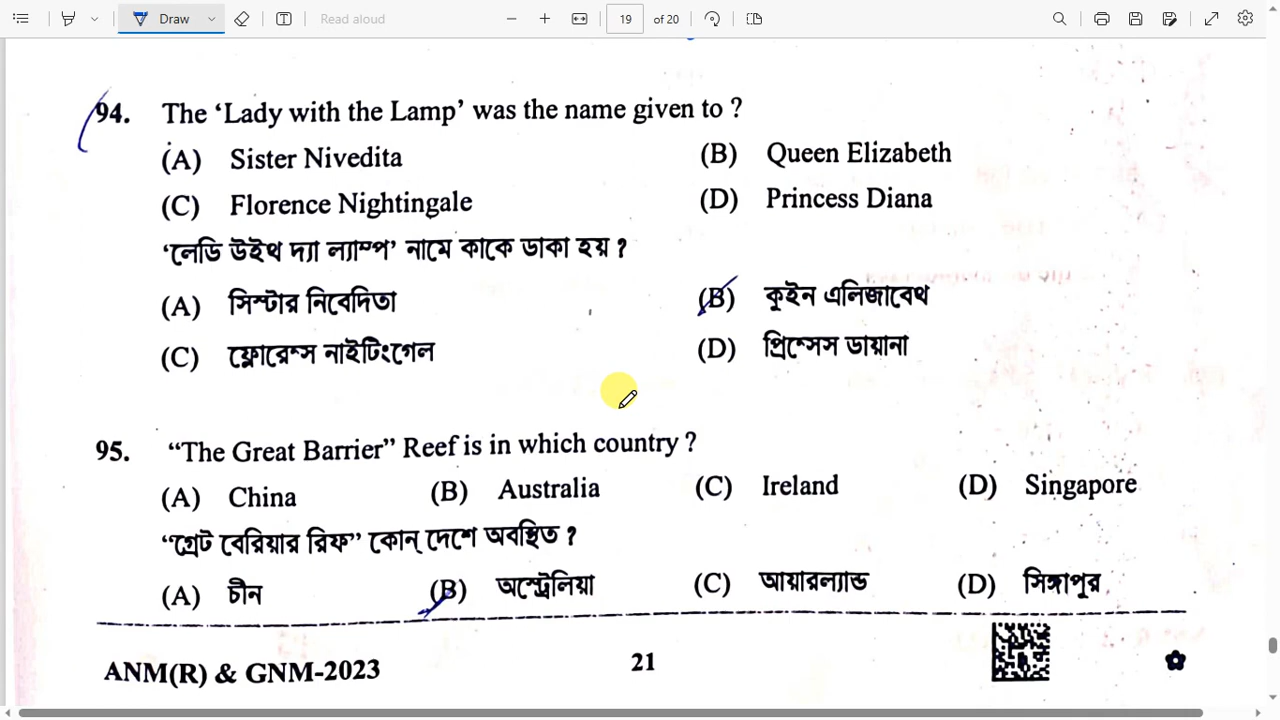 Draw
Read aloud
19 of 20
94. The ‘Lady with the Lamp’ was the name given to ?
(A) Sister Nivedita (B) Queen Elizabeth
(C) Florence Nightingale (D) Princess Diana
‘লেডি উইথ দ্যা ল্যাম্প’ নামে কাকে ডাকা হয় ?
(A) সিস্টার নিবেদিতা (B) কুইন এলিজাবেথ
(C) ফ্লোরেন্স নাইটিংগেল (D) প্রিন্সেস ডায়ানা
95. “The Great Barrier” Reef is in which country ?
(A) China (B) Australia (C) Ireland (D) Singapore
“গ্রেট বেরিয়ার রিফ” কোন্ দেশে অবস্থিত ?
(A) চীন (B) অস্ট্রেলিয়া (C) আয়ারল্যান্ড (D) সিঙ্গাপুর
ANM(R) & GNM-2023 21